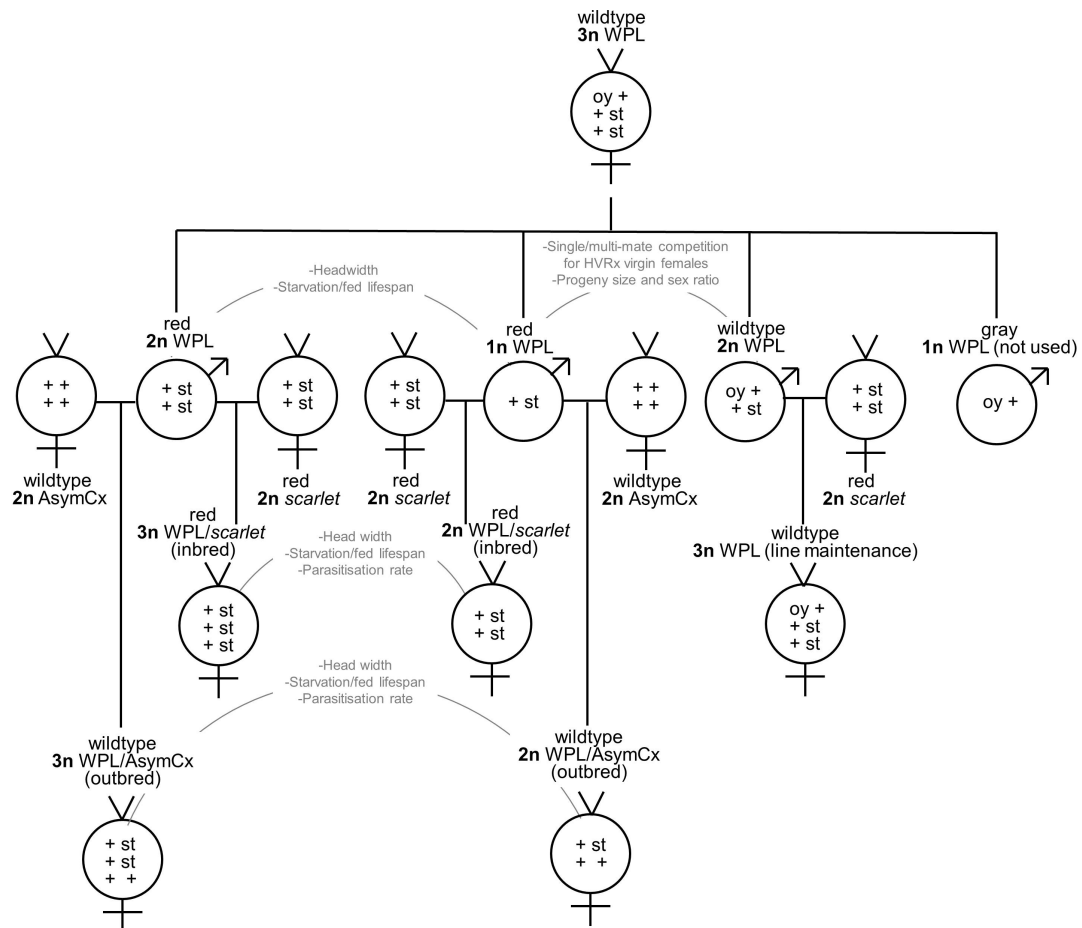 wildtype
3n WPL
oy +
+ st
+ st
-Headwidth
-Starvation/fed lifespan
-Single/multi-mate competition
for HVRx virgin females
-Progeny size and sex ratio
red
2n WPL
red
1n WPL
wildtype
2n WPL
gray
1n WPL (not used)
+ +
+ +
+ st
+ st
+ st
+ st
+ st
+ st
+ st
+ +
+ +
oy +
+ st
+ st
+ st
oy +
wildtype
2n AsymCx
red
2n scarlet
red
2n scarlet
wildtype
2n AsymCx
red
2n scarlet
red
3n WPL/scarlet
(inbred)
-Head width
-Starvation/fed lifespan
-Parasitisation rate
red
2n WPL/scarlet
(inbred)
wildtype
3n WPL (line maintenance)
+ st
+ st
+ st
+ st
+ st
oy +
+ st
+ st
-Head width
-Starvation/fed lifespan
-Parasitisation rate
wildtype
3n WPL/AsymCx
(outbred)
wildtype
2n WPL/AsymCx
(outbred)
+ st
+ st
+ +
+ st
+ +